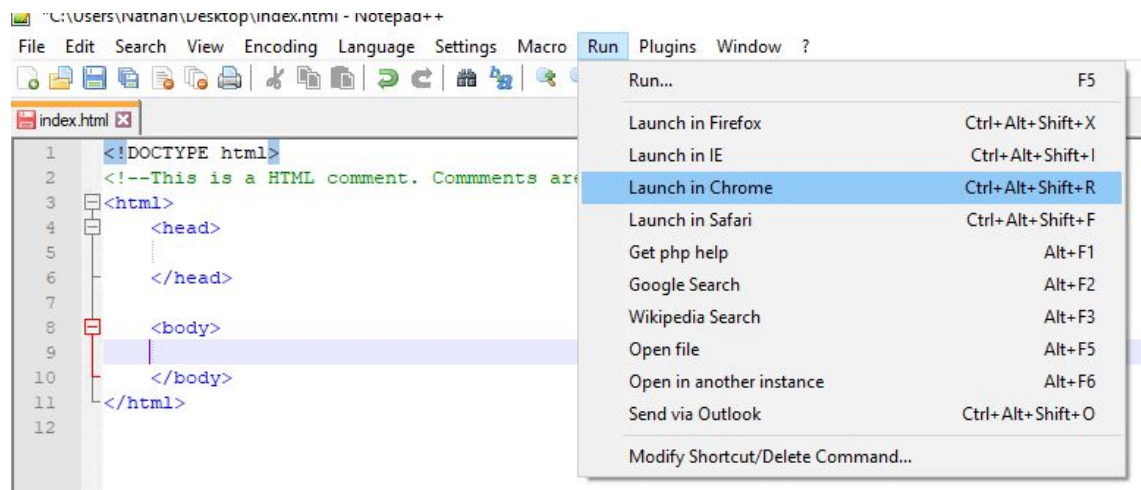 "C:\Users\Nathan\Desktop\index.html - Notepad++
File Edit Search View Encoding Language Settings Macro Run Plugins Window ?
index.html
1 <!DOCTYPE html>
2 <!--This is a HTML comment. Commments are
3 <html>
4 <head>
5
6 </head>
7
8 <body>
9
10 </body>
11 </html>
12
Run... F5
Launch in Firefox Ctrl+Alt+Shift+X
Launch in IE Ctrl+Alt+Shift+I
Launch in Chrome Ctrl+Alt+Shift+R
Launch in Safari Ctrl+Alt+Shift+F
Get php help Alt+F1
Google Search Alt+F2
Wikipedia Search Alt+F3
Open file Alt+F5
Open in another instance Alt+F6
Send via Outlook Ctrl+Alt+Shift+O
Modify Shortcut/Delete Command...